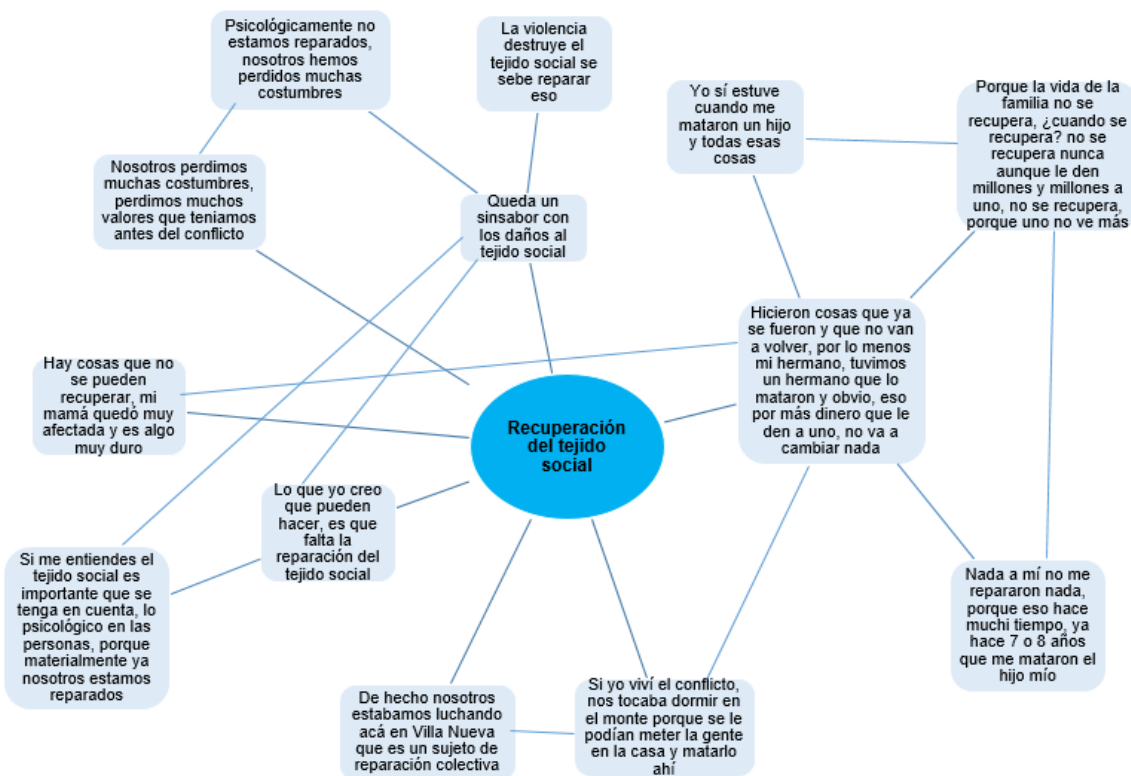 Psicológicamente no
estamos reparados,
nosotros hemos
perdidos muchas
costumbres
La violencia
destruye el
tejido social se
sebe reparar
eso
Yo sí estuve
cuando me
mataron un hijo
y todas esas
cosas
Porque la vida de la
familia no se
recupera, ¿cuando se
recupera? no se
recupera nunca
aunque le den
millones y millones a
uno, no se recupera,
porque uno no ve más
Nosotros perdimos
muchas costumbres,
perdimos muchos
valores que teniamos
antes del conflicto
Queda un
sinsabor con
los daños al
tejido social
Hicieron cosas que ya
se fueron y que no van
a volver, por lo menos
mi hermano, tuvimos
un hermano que lo
mataron y obvio, eso
por más dinero que le
den a uno, no va a
cambiar nada
Hay cosas que no
se pueden
recuperar, mi
mamá quedó muy
afectada y es algo
muy duro
Recuperación
del tejido
social
Lo que yo creo
que pueden
hacer, es que
falta la
reparación del
tejido social
Si me entiendes el
tejido social es
importante que se
tenga en cuenta, lo
psicológico en las
personas, porque
materialmente ya
nosotros estamos
reparados
Nada a mí no me
repararon nada,
porque eso hace
muchi tiempo, ya
hace 7 o 8 años
que me mataron el
hijo mío
De hecho nosotros
estabamos luchando
acá en Villa Nueva
que es un sujeto de
reparación colectiva
Si yo viví el conflicto,
nos tocaba dormir en
el monte porque se le
podían meter la gente
en la casa y matarlo
ahí